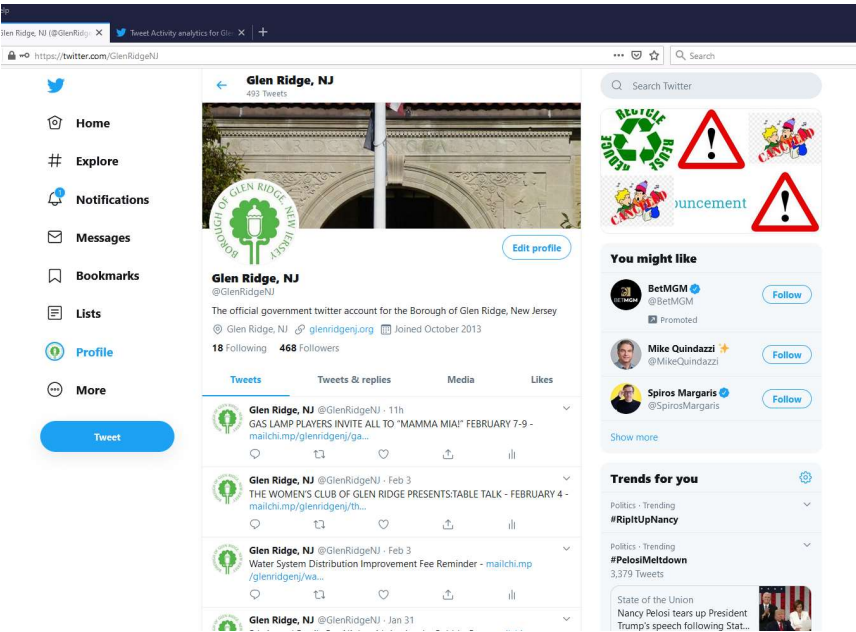 elp
Glen Ridge, NJ (@GlenRidge
Tweet Activity analytics for Gle
https://twitter.com/GlenRidgeNJ
Search
Home
Explore
1
Notifications
Messages
Bookmarks
Lists
Profile
More
Tweet
Glen Ridge, NJ
493 Tweets
BOROUGH OF GLEN RIDGE, NEW JERSEY
Edit profile
Glen Ridge, NJ
@GlenRidgeNJ
The official government twitter account for the Borough of Glen Ridge, New Jersey
Glen Ridge, NJ glenridgenj.org Joined October 2013
18 Following 468 Followers
Tweets Tweets & replies Media Likes
Glen Ridge, NJ @GlenRidgeNJ · 11h
GAS LAMP PLAYERS INVITE ALL TO "MAMMA MIA!" FEBRUARY 7-9 -
mailchi.mp/glenridgenj/ga...
Glen Ridge, NJ @GlenRidgeNJ · Feb 3
THE WOMEN'S CLUB OF GLEN RIDGE PRESENTS:TABLE TALK - FEBRUARY 4 -
mailchi.mp/glenridgenj/th...
Glen Ridge, NJ @GlenRidgeNJ · Feb 3
Water System Distribution Improvement Fee Reminder - mailchi.mp
/glenridgenj/wa...
Glen Ridge, NJ @GlenRidgeNJ · Jan 31
Search Twitter
REDUCE RECYCLE REUSE
CANCELED
CANCELED
ouncement
You might like
BETMGM
BetMGM
@BetMGM
Follow
Promoted
Mike Quindazzi
@MikeQuindazzi
Follow
Spiros Margaris
@SpirosMargaris
Follow
Show more
Trends for you
Politics · Trending
#RipItUpNancy
Politics · Trending
#PelosiMeltdown
3,379 Tweets
State of the Union
Nancy Pelosi tears up President
Trump's speech following Stat...